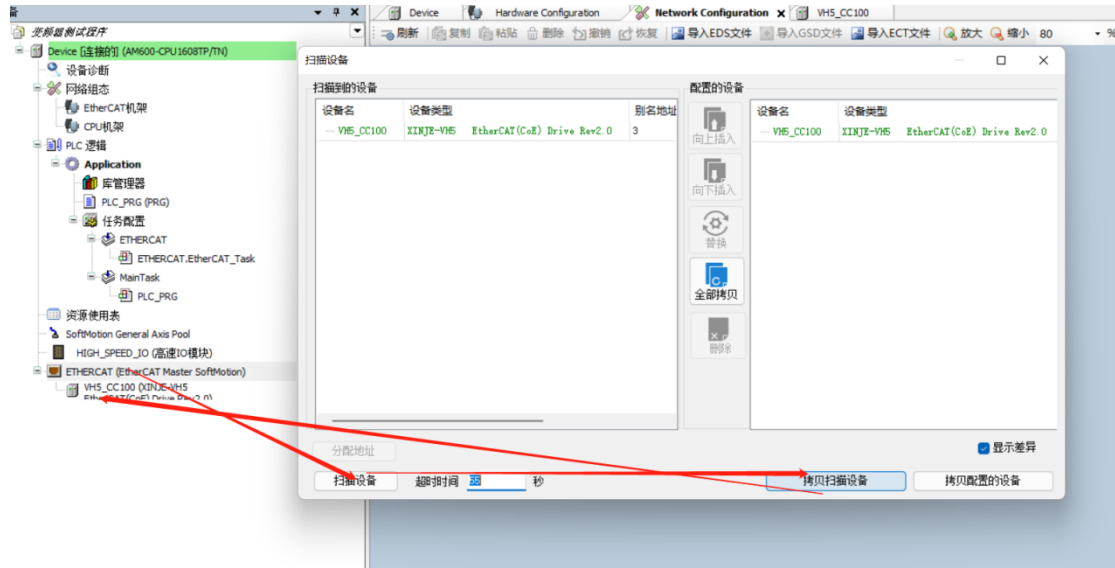 备
Device
Hardware Configuration
Network Configuration
VH5_CC100
变频器侧试程序
刷新 复制 粘贴 删除 撤销 恢复 导入EDS文件 导入GSD文件 导入ECT文件 放大 缩小 80 %
Device [连接的] (AM600-CPU1608TP/TN)
设备诊断
网络组态
EtherCAT机架
CPU机架
PLC 逻辑
Application
库管理器
PLC_PRG (PRG)
任务配置
ETHERCAT
ETHERCAT.EtherCAT_Task
MainTask
PLC_PRG
资源使用表
SoftMotion General Axis Pool
HIGH_SPEED_IO (高速IO模块)
ETHERCAT (EtherCAT Master SoftMotion)
VH5_CC100 (XINJE-VH5
EtherCAT(CoE) Drive Rev2.0)
扫描设备
扫描到的设备
设备名 设备类型 别名地址
VH5_CC100 XINJE-VH5 EtherCAT(CoE) Drive Rev2.0 3
向上插入
向下插入
替换
全部拷贝
删除
配置的设备
设备名 设备类型
VH5_CC100 XINJE-VH5 EtherCAT(CoE) Drive Rev2.0
分配地址
显示差异
扫描设备 超时时间 55 秒 拷贝扫描设备 拷贝配置的设备